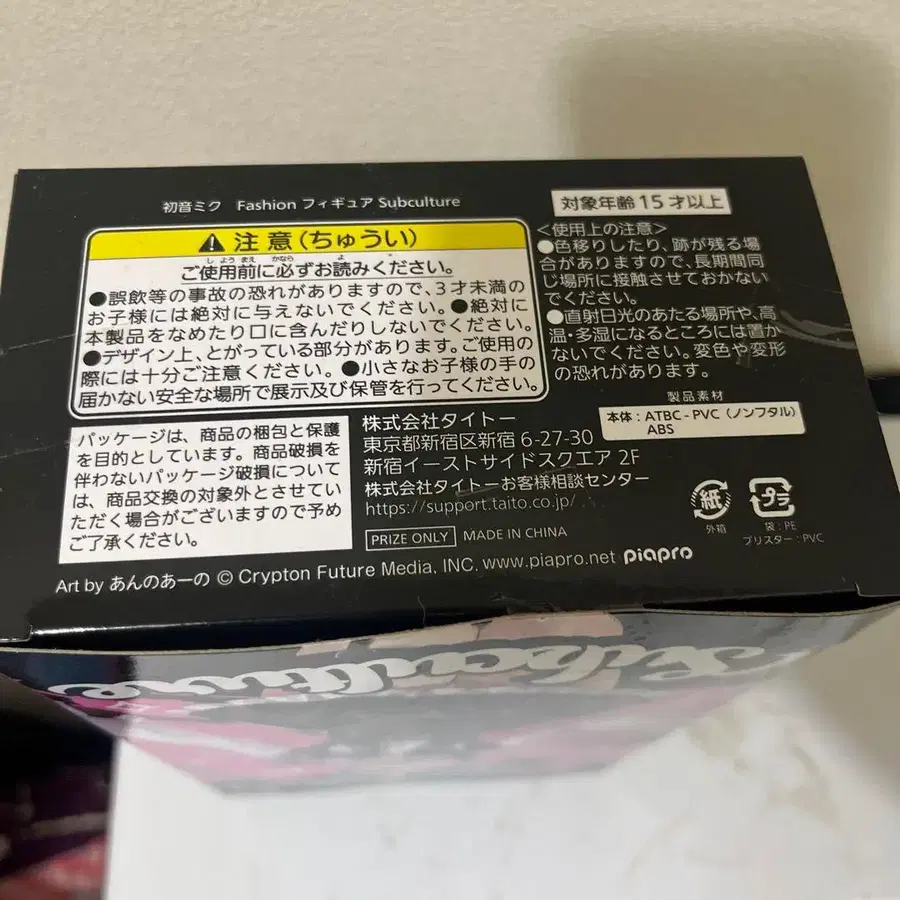 初音ミク Fashion フィギュア Subculture
対象年齢15才以上
⚠注意(ちゅうい)
ご使用前に必ずお読みください。
●誤飲等の事故の恐れがありますので、3才未満の
お子様には絶対に与えないでください。●絶対に
本製品をなめたり口に含んだりしないでください。
●デザイン上、とがっている部分があります。ご使用の
際には十分ご注意ください。●小さなお子様の手の
届かない安全な場所で展示及び保管を行ってください。
<使用上の注意>
●色移りしたり、跡が残る場
合がありますので、長期間同
じ場所に接触させておかない
でください。
●直射日光のあたる場所や、高
温・多湿になるところには置か
ないでください。変色や変形
の恐れがあります。
製品素材
本体:ATBC-PVC(ノンフタル)
ABS
パッケージは、商品の梱包と保護
を目的としています。商品破損を
伴わないパッケージ破損について
は、商品交換の対象外とさせてい
ただく場合がございますので予め
ご了承ください。
株式会社タイトー
東京都新宿区新宿6-27-30
新宿イーストサイドスクエア2F
株式会社タイトーお客様相談センター
https://support.taito.co.jp/
PRIZE ONLY MADE IN CHINA
紙
外箱
プラ
袋:PE
ブリスター:PVC
Art by あんのあーの © Crypton Future Media, INC. www.piapro.net piapro
Subculture